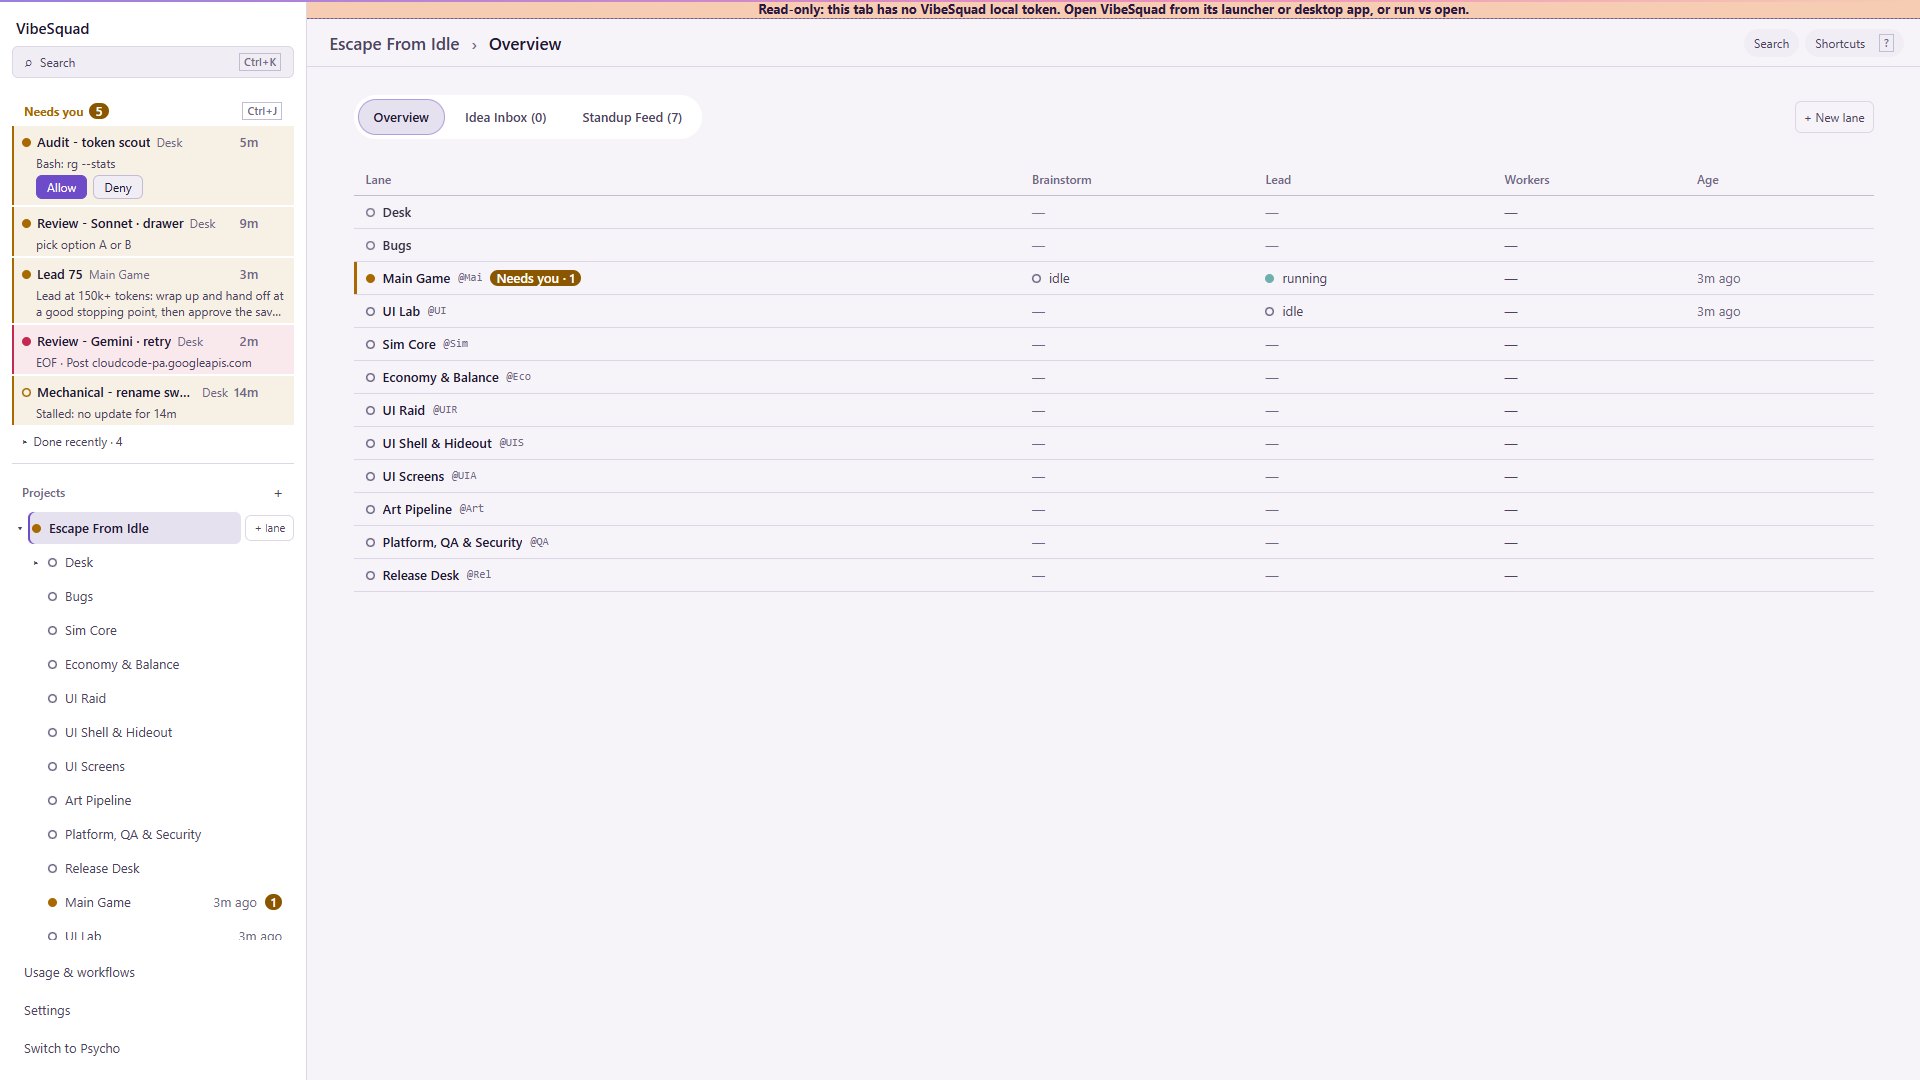 Read-only: this tab has no VibeSquad local token. Open VibeSquad from its launcher or desktop app, or run vs open.
VibeSquad
Search Ctrl+K
Needs you 5 Ctrl+J
Audit - token scout Desk 5m
Bash: rg --stats
Allow Deny
Review - Sonnet · drawer Desk 9m
pick option A or B
Lead 75 Main Game 3m
Lead at 150k+ tokens: wrap up and hand off at
a good stopping point, then approve the sav...
Review - Gemini · retry Desk 2m
EOF · Post cloudcode-pa.googleapis.com
Mechanical - rename sw... Desk 14m
Stalled: no update for 14m
Done recently · 4
Projects +
Escape From Idle + lane
Desk
Bugs
Sim Core
Economy & Balance
UI Raid
UI Shell & Hideout
UI Screens
Art Pipeline
Platform, QA & Security
Release Desk
Main Game 3m ago 1
UI Lab 3m ago
Usage & workflows
Settings
Switch to Psycho
Escape From Idle › Overview
Search Shortcuts ?
Overview Idea Inbox (0) Standup Feed (7)
+ New lane
Lane Brainstorm Lead Workers Age
Desk — — —
Bugs — — —
Main Game @Mai Needs you · 1 idle running — 3m ago
UI Lab @UI — idle — 3m ago
Sim Core @Sim — — —
Economy & Balance @Eco — — —
UI Raid @UIR — — —
UI Shell & Hideout @UIS — — —
UI Screens @UIA — — —
Art Pipeline @Art — — —
Platform, QA & Security @QA — — —
Release Desk @Rel — — —